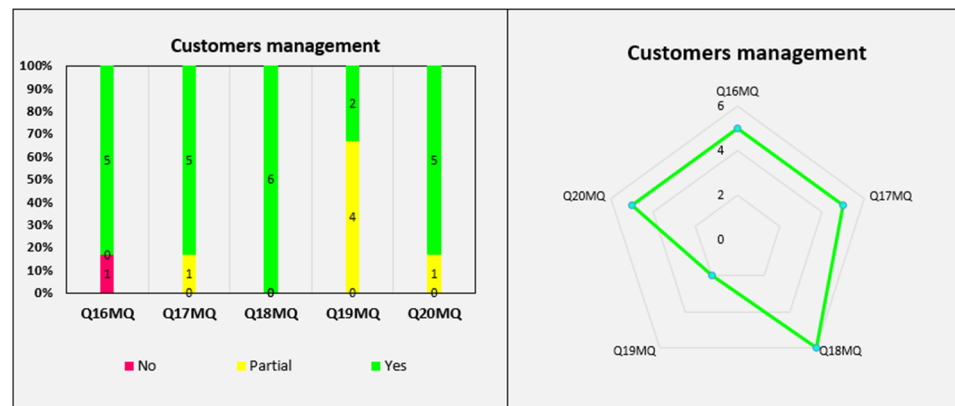 Customers management
100%
90%
80%
70%
60%
50%
40%
30%
20%
10%
0%
5 5 6 2 5
4
0
1 1 1
0 0 0 0
Q16MQ Q17MQ Q18MQ Q19MQ Q20MQ
No Partial Yes
Customers management
Q16MQ
6
4
2
0
Q20MQ Q17MQ
Q19MQ Q18MQ